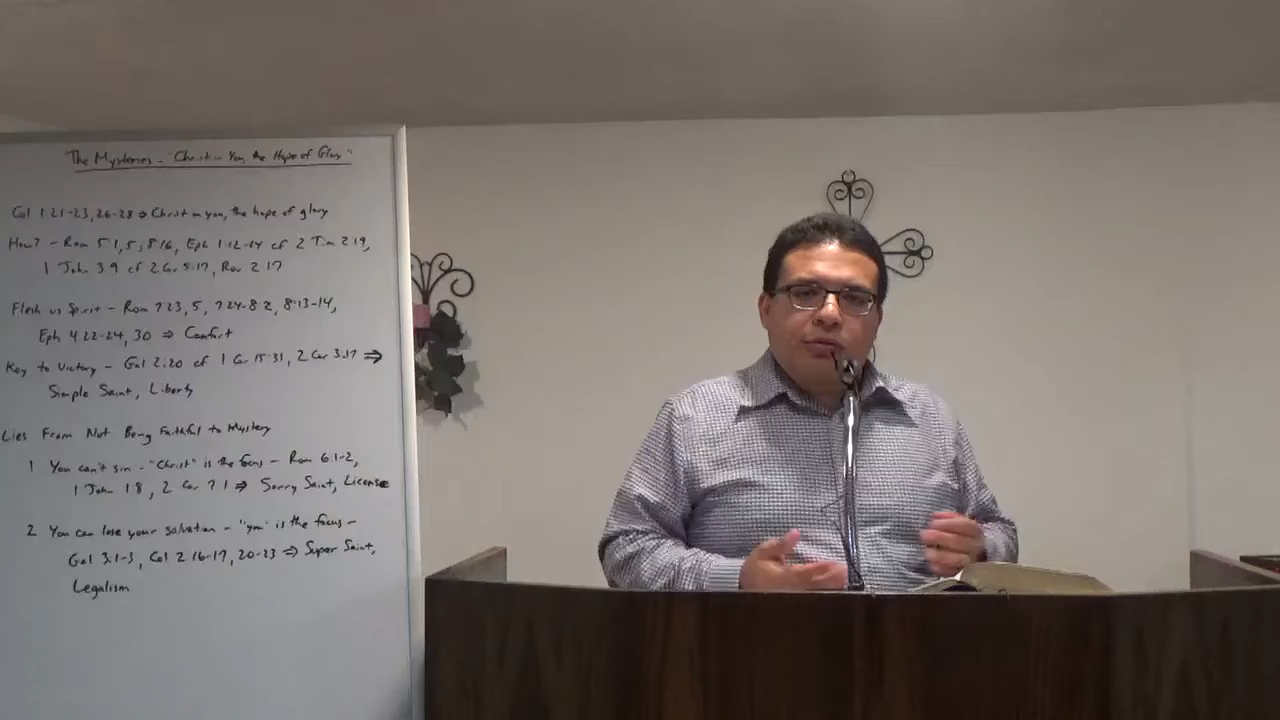 The Mysteries - "Christ in You, the Hope of Glory"
Col 1:21-23, 26-28 ⇒ Christ in you, the hope of glory
How? - Rom 5:1, 5, 8:16, Eph 1:12-14 cf 2 Tim 2:19,
1 John 3:9 cf 2 Cor 5:17, Rev 2:17
Flesh vs Spirit - Rom 7:23, 5, 7:24-8:2, 8:13-14,
Eph 4:22-24, 30 ⇒ Comfort
Key to Victory - Gal 2:20 cf 1 Cor 15:31, 2 Cor 3:17 ⇒
Simple Saint, Liberty
Lies From Not Being Faithful to Mystery
1 You can't sin - "Christ" is the focus - Rom 6:1-2,
1 John 1:8, 2 Cor 7:1 ⇒ Sorry Saint, License
2 You can lose your salvation - "you" is the focus -
Gal 3:1-3, Col 2:16-17, 20-23 ⇒ Super Saint,
Legalism